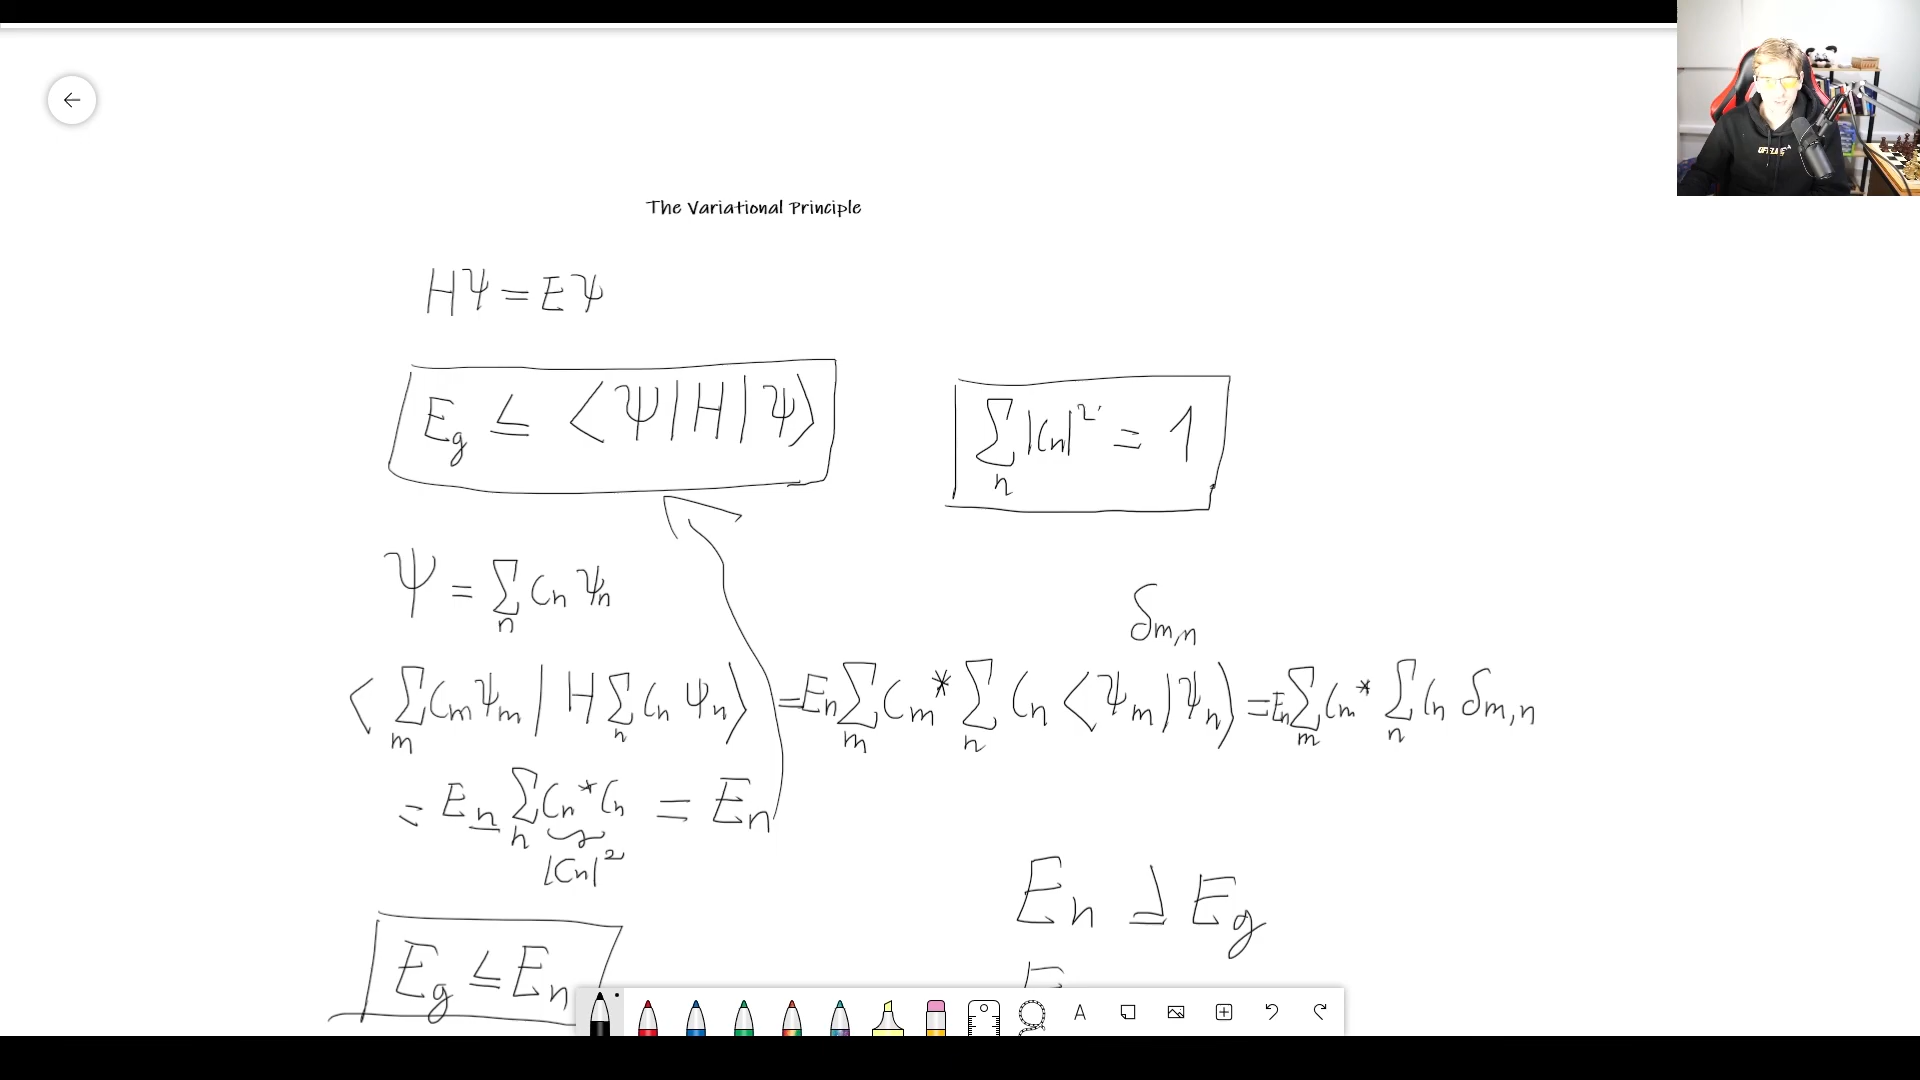 The Variational Principle
HΨ = EΨ
E_g ≤ ⟨Ψ|H|Ψ⟩
∑_n |C_n|² = 1
Ψ = ∑_n C_n Ψ_n
δ_m,n
⟨∑_m C_m Ψ_m | H ∑_n C_n Ψ_n⟩ = E_n ∑_m C_m* ∑_n C_n ⟨Ψ_m|Ψ_n⟩ = E_n ∑_m C_m* ∑_n C_n δ_m,n
= E_n ∑_n C_n* C_n = E_n
|C_n|²
E_n ≥ E_g
E_g ≤ E_n
A